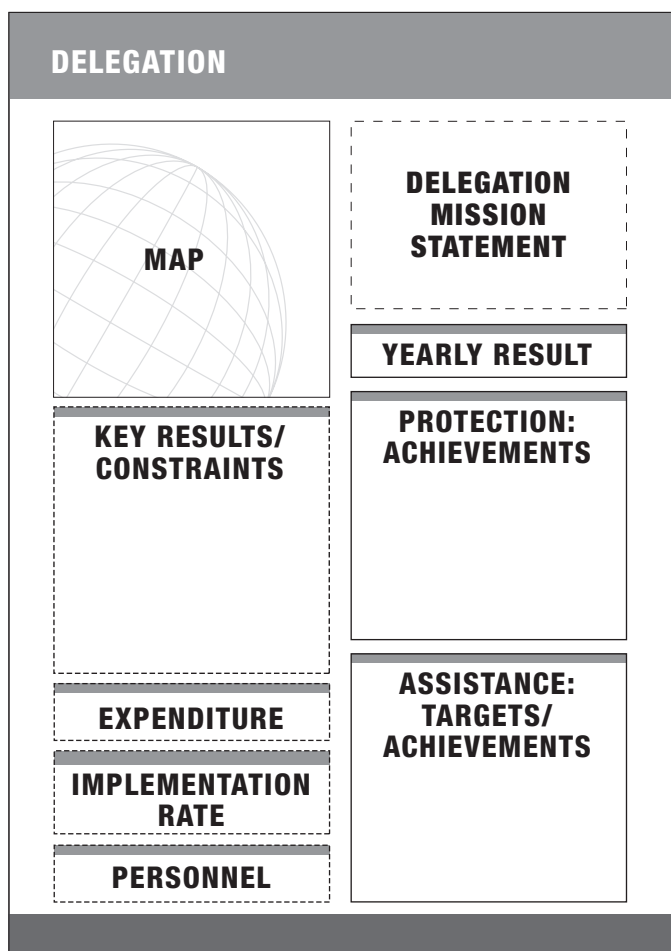 DELEGATION
MAP
KEY RESULTS/
CONSTRAINTS
EXPENDITURE
IMPLEMENTATION
RATE
PERSONNEL
DELEGATION
MISSION
STATEMENT
YEARLY RESULT
PROTECTION:
ACHIEVEMENTS
ASSISTANCE:
TARGETS/
ACHIEVEMENTS